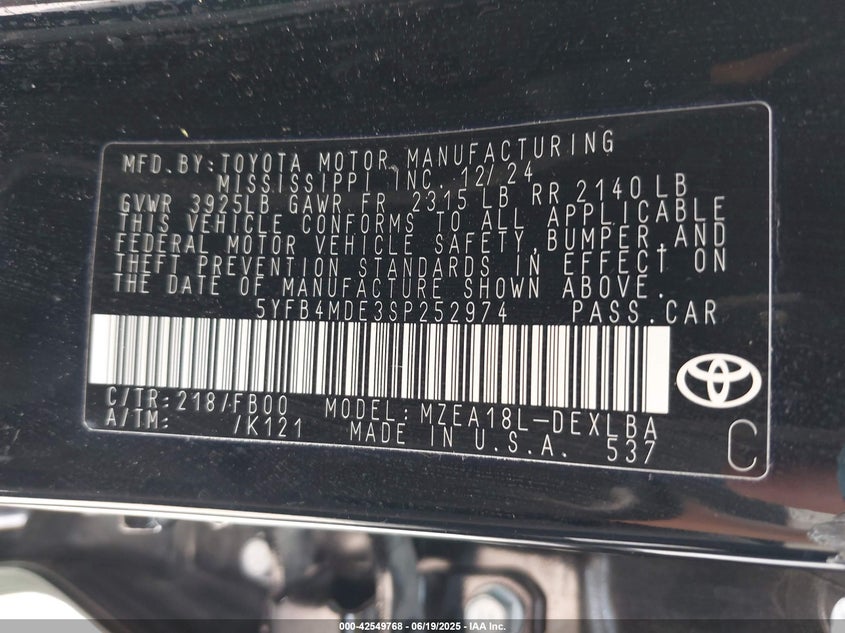 MFD. BY: TOYOTA MOTOR MANUFACTURING
MISSISSIPPI INC. 12/24
GVWR 3925LB GAWR FR 2315 LB RR 2140 LB
THIS VEHICLE CONFORMS TO ALL APPLICABLE
FEDERAL MOTOR VEHICLE SAFETY, BUMPER, AND
THEFT PREVENTION STANDARDS IN EFFECT ON
THE DATE OF MANUFACTURE SHOWN ABOVE.
5YFB4MDE3SP252974 PASS. CAR
C/TR: 218/FB00 MODEL: MZEA18L-DEXLBA
A/TM: /K121 MADE IN U.S.A. 537
C
000-42549768 - 06/19/2025 - IAA Inc.